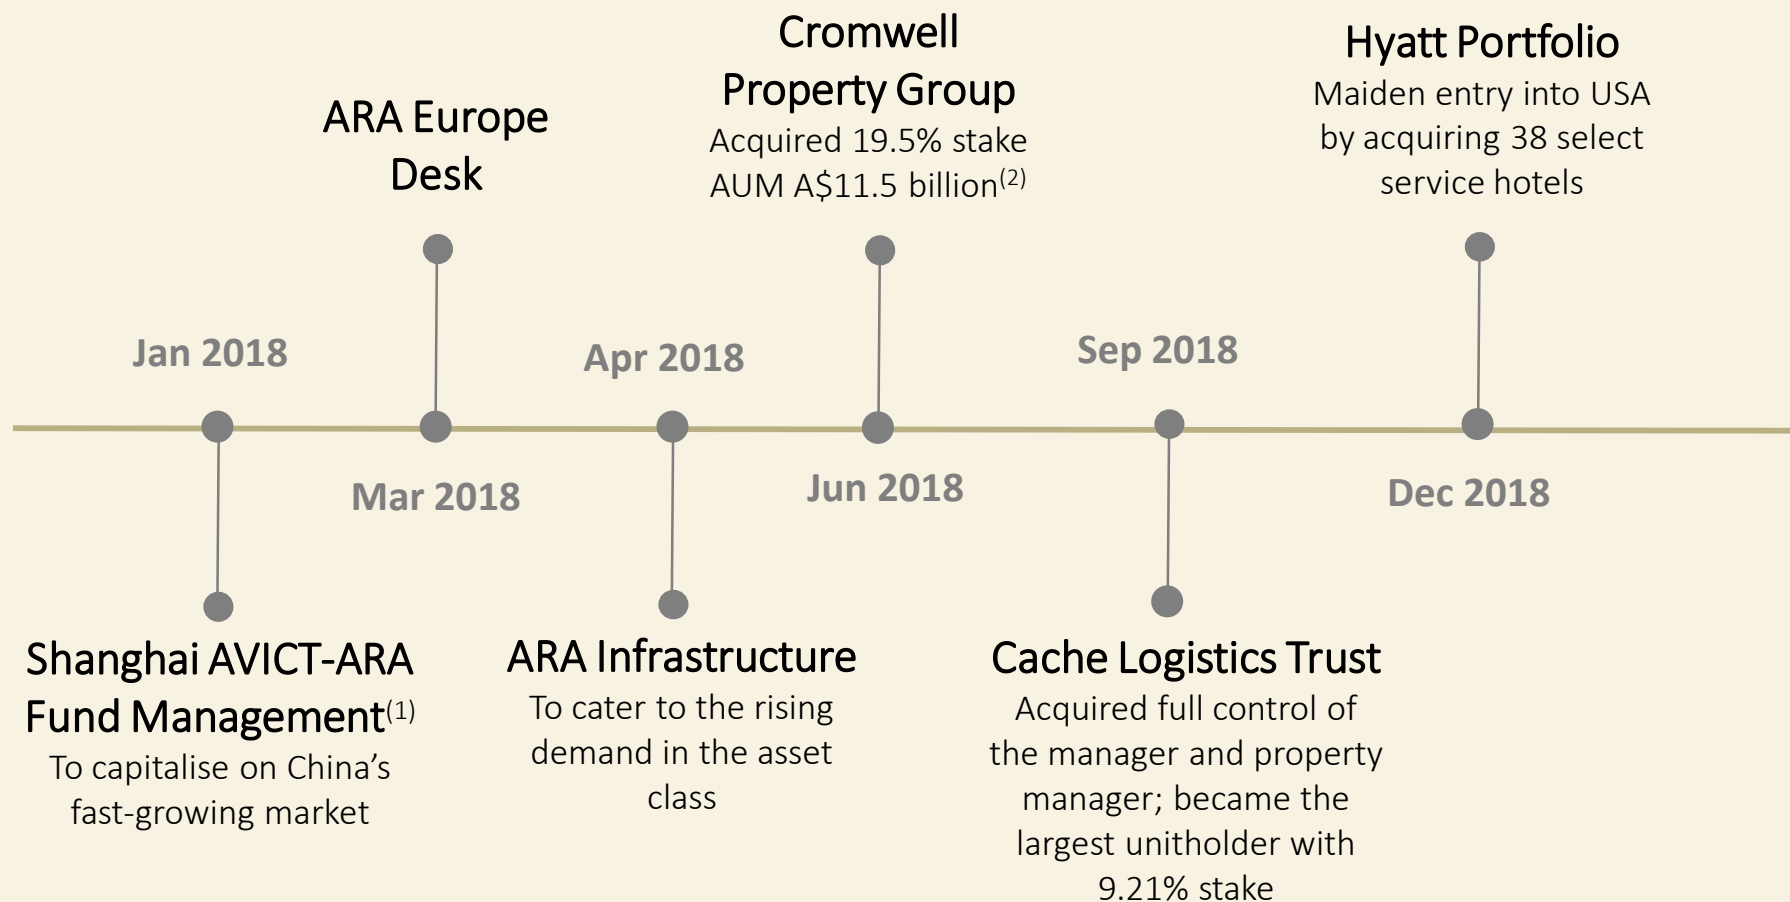 Cromwell
Property Group
Acquired 19.5% stake
AUM A$11.5 billion(2)
Hyatt Portfolio
Maiden entry into USA
by acquiring 38 select
service hotels
ARA Europe
Desk
Jan 2018
Apr 2018
Sep 2018
Mar 2018
Jun 2018
Dec 2018
Shanghai AVICT-ARA
Fund Management(1)
To capitalise on China’s
fast-growing market
ARA Infrastructure
To cater to the rising
demand in the asset
class
Cache Logistics Trust
Acquired full control of
the manager and property
manager; became the
largest unitholder with
9.21% stake